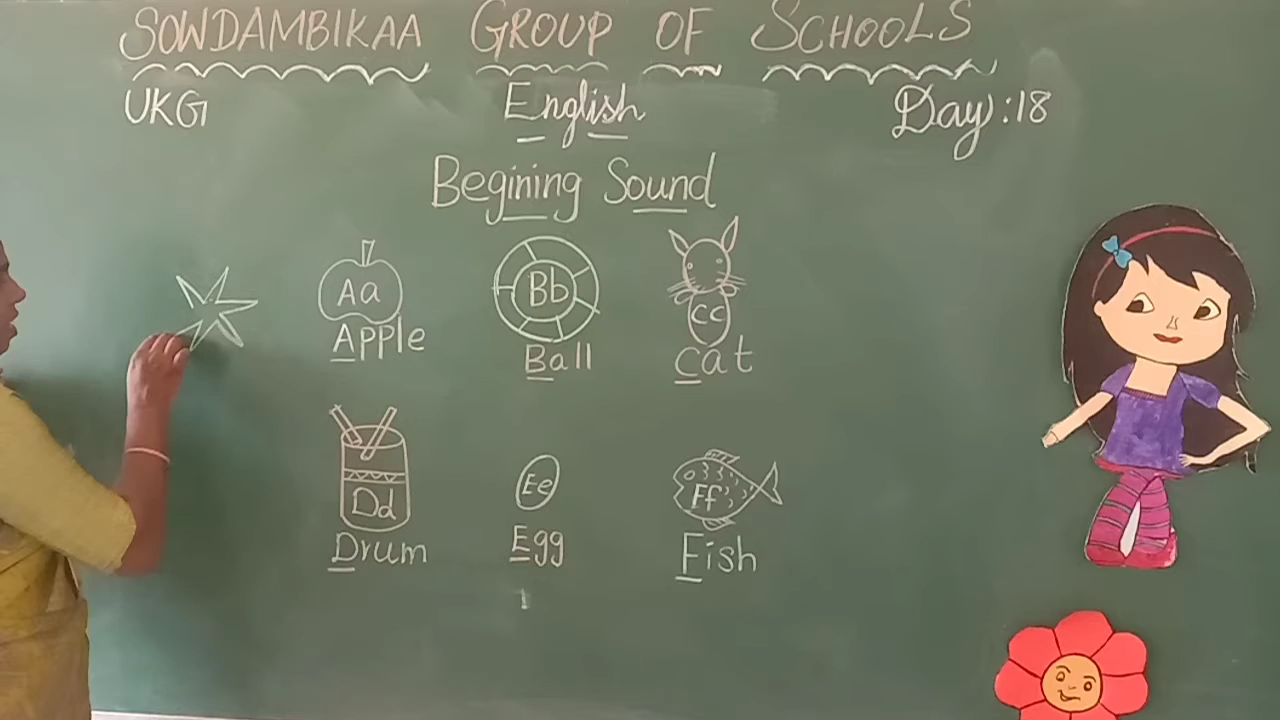 SOWDAMBIKAA GROUP OF SCHOOLS
UKG English Day:18
Begining Sound
Aa Bb cc
Apple Ball cat
Dd Ee Ff
Drum Egg Fish